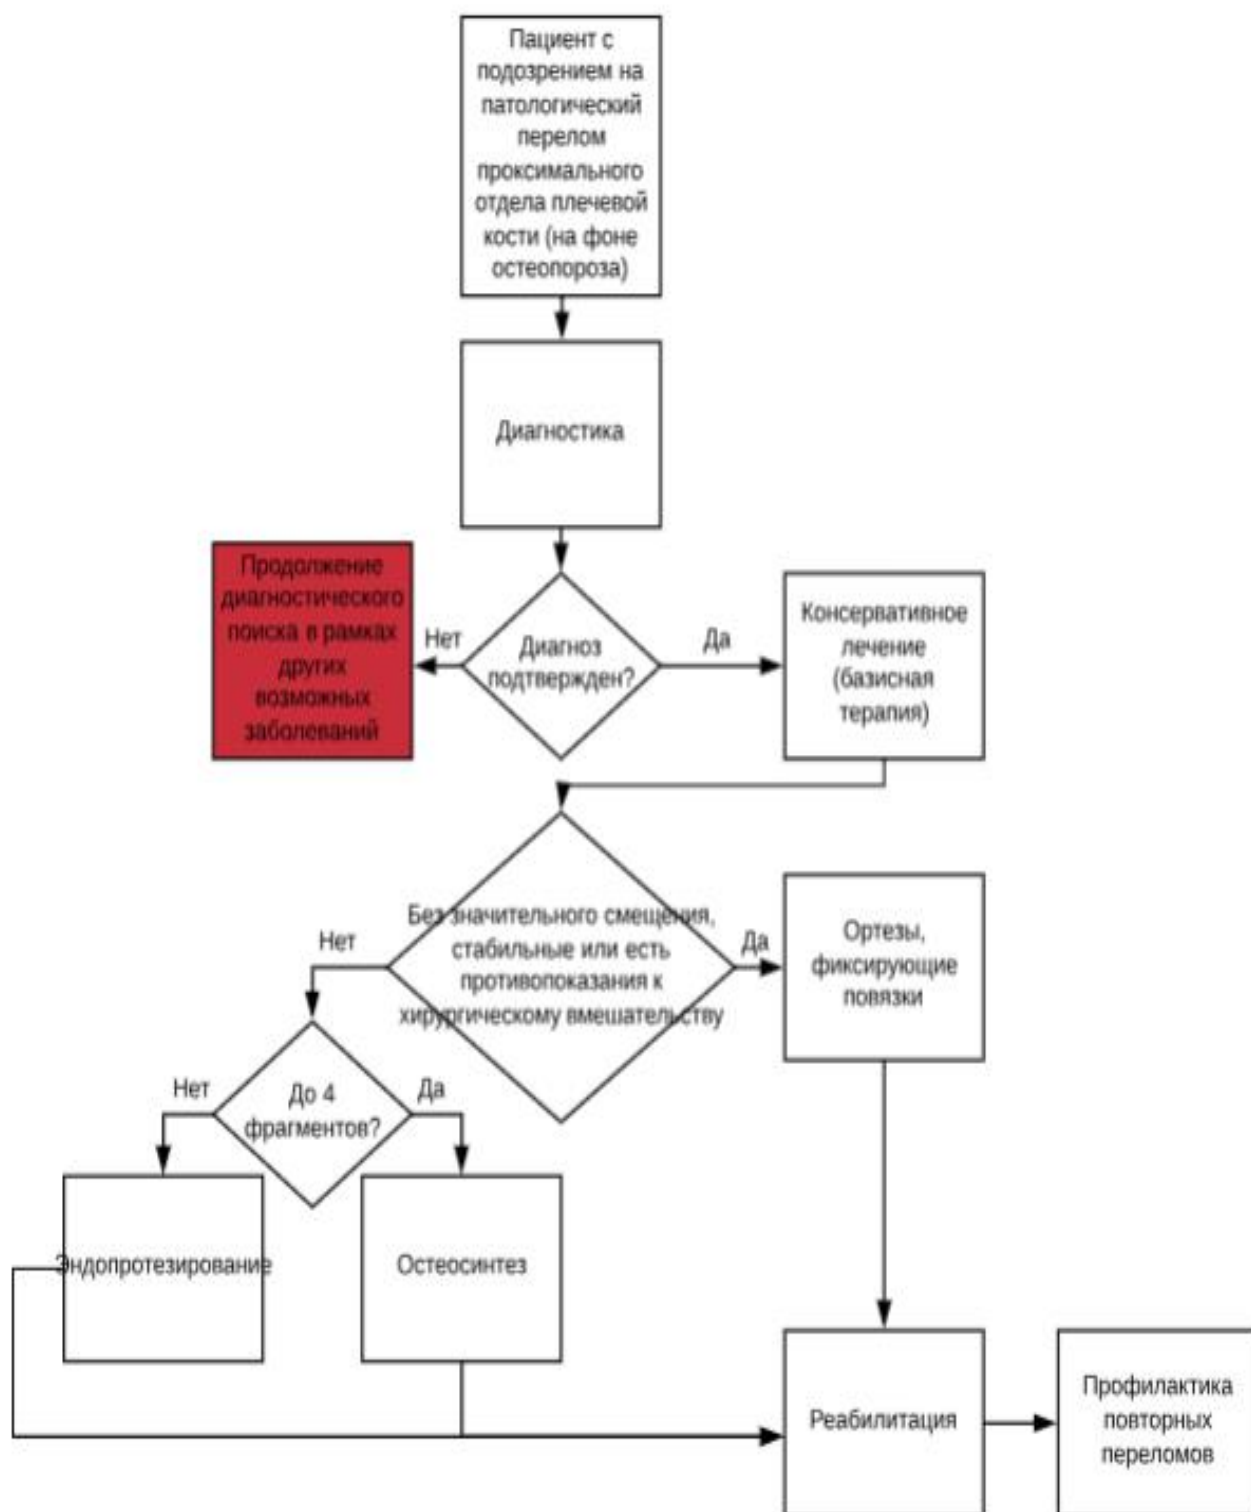 Пациент с
подозрением на
патологический
перелом
проксимального
отдела плечевой
кости (на фоне
остеопороза)
Диагностика
Продолжение
диагностического
поиска в рамках
других
возможных
заболеваний
Нет
Диагноз
подтвержден?
Да
Консервативное
лечение
(базисная
терапия)
Без значительного смещения,
стабильные или есть
противопоказания к
хирургическому вмешательству
Нет
Да
Ортезы,
фиксирующие
повязки
Нет
До 4
фрагментов?
Да
Эндопротезирование
Остеосинтез
Реабилитация
Профилактика
повторных
переломов